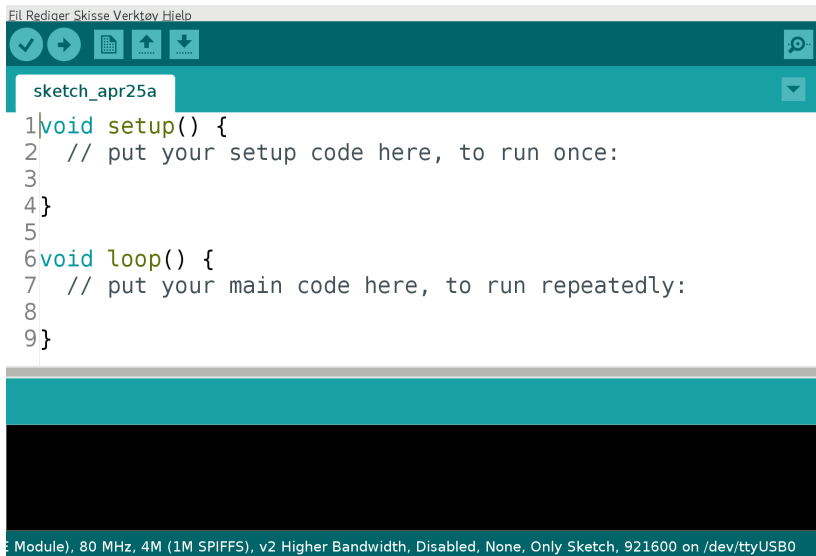 Fil Rediger Skisse Verktøy Hjelp
sketch_apr25a
1 void setup() {
2 // put your setup code here, to run once:
3
4 }
5
6 void loop() {
7 // put your main code here, to run repeatedly:
8
9 }
Module), 80 MHz, 4M (1M SPIFFS), v2 Higher Bandwidth, Disabled, None, Only Sketch, 921600 on /dev/ttyUSB0